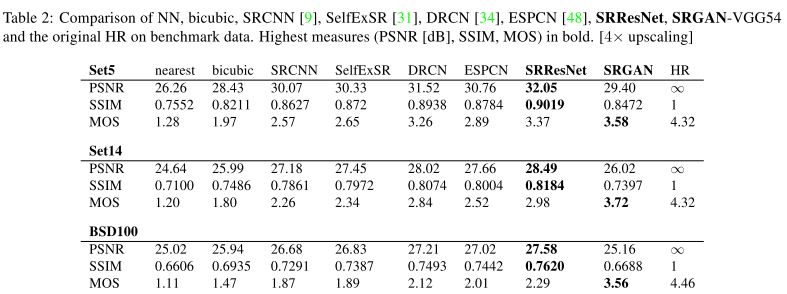 Table 2: Comparison of NN, bicubic, SRCNN [9], SelfExSR [31], DRCN [34], ESPCN [48], SRResNet, SRGAN-VGG54
and the original HR on benchmark data. Highest measures (PSNR [dB], SSIM, MOS) in bold. [4× upscaling]
Set5 nearest bicubic SRCNN SelfExSR DRCN ESPCN SRResNet SRGAN HR
PSNR 26.26 28.43 30.07 30.33 31.52 30.76 32.05 29.40 ∞
SSIM 0.7552 0.8211 0.8627 0.872 0.8938 0.8784 0.9019 0.8472 1
MOS 1.28 1.97 2.57 2.65 3.26 2.89 3.37 3.58 4.32
Set14
PSNR 24.64 25.99 27.18 27.45 28.02 27.66 28.49 26.02 ∞
SSIM 0.7100 0.7486 0.7861 0.7972 0.8074 0.8004 0.8184 0.7397 1
MOS 1.20 1.80 2.26 2.34 2.84 2.52 2.98 3.72 4.32
BSD100
PSNR 25.02 25.94 26.68 26.83 27.21 27.02 27.58 25.16 ∞
SSIM 0.6606 0.6935 0.7291 0.7387 0.7493 0.7442 0.7620 0.6688 1
MOS 1.11 1.47 1.87 1.89 2.12 2.01 2.29 3.56 4.46